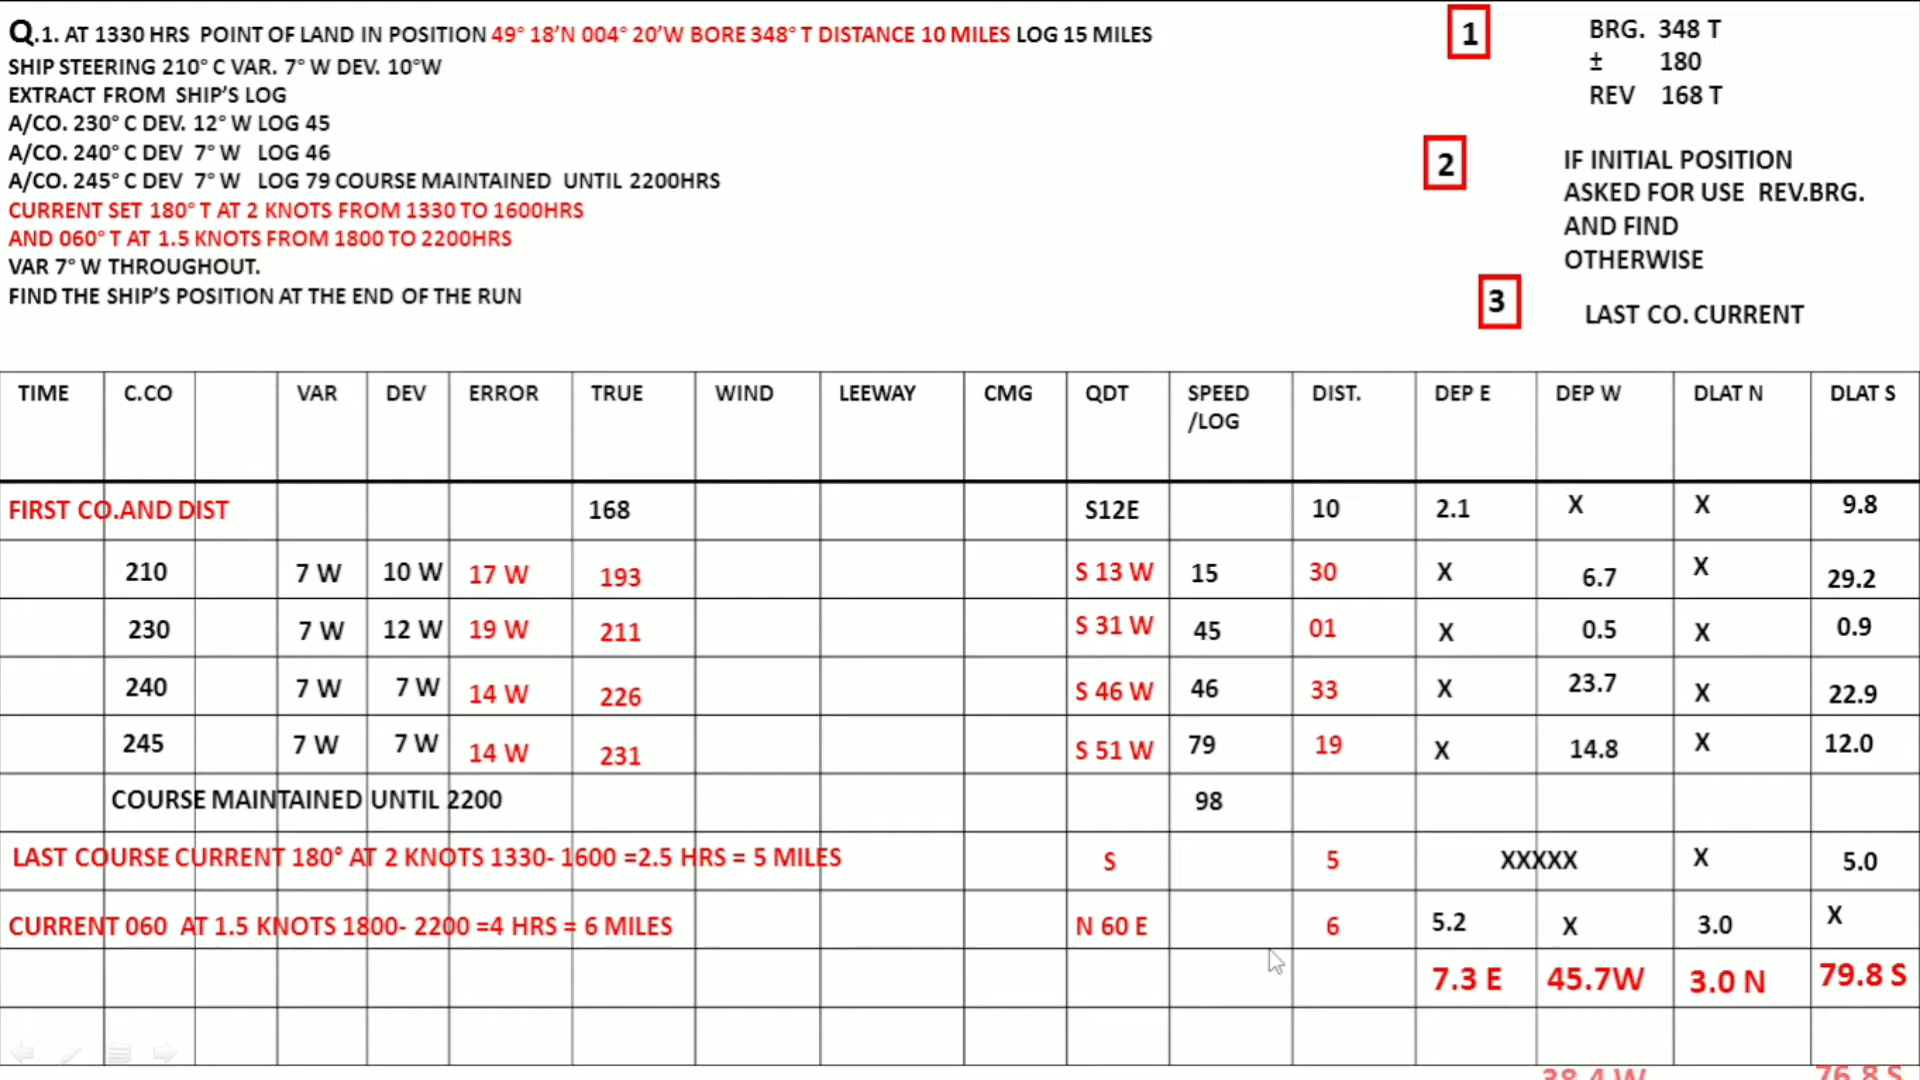 Q.1. AT 1330 HRS POINT OF LAND IN POSITION 49° 18'N 004° 20'W BORE 348° T DISTANCE 10 MILES LOG 15 MILES
SHIP STEERING 210° C VAR. 7° W DEV. 10°W
EXTRACT FROM SHIP'S LOG
A/CO. 230° C DEV. 12° W LOG 45
A/CO. 240° C DEV 7° W LOG 46
A/CO. 245° C DEV 7° W LOG 79 COURSE MAINTAINED UNTIL 2200HRS
CURRENT SET 180° T AT 2 KNOTS FROM 1330 TO 1600HRS
AND 060° T AT 1.5 KNOTS FROM 1800 TO 2200HRS
VAR 7° W THROUGHOUT.
FIND THE SHIP'S POSITION AT THE END OF THE RUN
1
BRG. 348 T
± 180
REV 168 T
2
IF INITIAL POSITION
ASKED FOR USE REV.BRG.
AND FIND
OTHERWISE
3
LAST CO. CURRENT
TIME C.CO VAR DEV ERROR TRUE WIND LEEWAY CMG QDT SPEED /LOG DIST. DEP E DEP W DLAT N DLAT S
FIRST CO.AND DIST 168 S12E 10 2.1 X X 9.8
210 7 W 10 W 17 W 193 S 13 W 15 30 X 6.7 X 29.2
230 7 W 12 W 19 W 211 S 31 W 45 01 X 0.5 X 0.9
240 7 W 7 W 14 W 226 S 46 W 46 33 X 23.7 X 22.9
245 7 W 7 W 14 W 231 S 51 W 79 19 X 14.8 X 12.0
COURSE MAINTAINED UNTIL 2200 98
LAST COURSE CURRENT 180° AT 2 KNOTS 1330- 1600 =2.5 HRS = 5 MILES S 5 XXXXX X 5.0
CURRENT 060 AT 1.5 KNOTS 1800- 2200 =4 HRS = 6 MILES N 60 E 6 5.2 X 3.0 X
7.3 E 45.7W 3.0 N 79.8 S
38.4 W 76.8 S